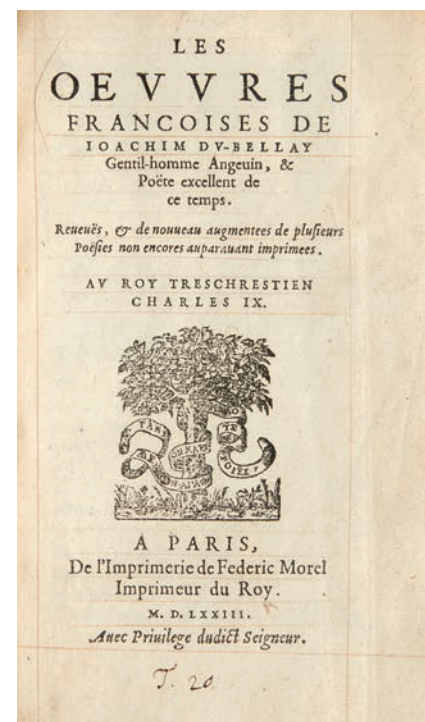 LES
OEVVRES
FRANCOISES DE
IOACHIM DV-BELLAY
Gentil-homme Angeuin, &
Poëte excellent de
ce temps.
Reueuës, & de nouueau augmentees de plusieurs
Poësies non encores auparauant imprimees.
AV ROY TRESCHRESTIEN
CHARLES IX.
A PARIS,
De l'Imprimerie de Federic Morel
Imprimeur du Roy.
M. D. LXXIII.
Auec Priuilege dudict Seigneur.
T. 20